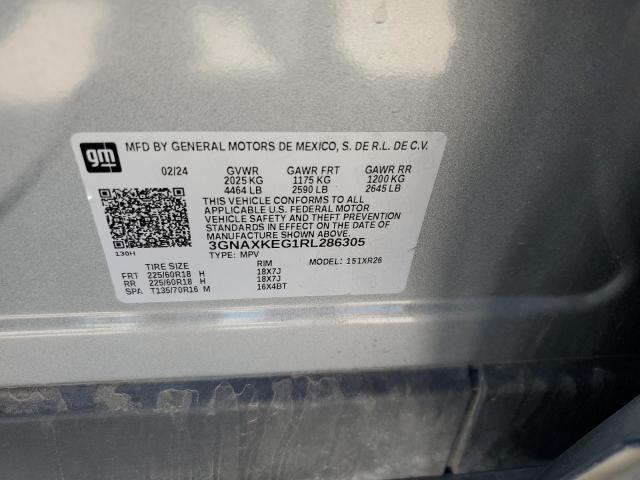 gm
MFD BY GENERAL MOTORS DE MEXICO, S. DE R.L. DE C.V.
02/24 GVWR GAWR FRT GAWR RR
2025 KG 1175 KG 1200 KG
4464 LB 2590 LB 2645 LB
THIS VEHICLE CONFORMS TO ALL
APPLICABLE U.S. FEDERAL MOTOR
VEHICLE SAFETY AND THEFT PREVENTION
STANDARDS IN EFFECT ON THE DATE OF
MANUFACTURE SHOWN ABOVE.
3GNAXKEG1RL286305
130H TYPE: MPV MODEL: 151XR26
TIRE SIZE RIM
FRT 225/60R18 H 18X7J
RR 225/60R18 H 18X7J
SPA T135/70R16 M 16X4BT